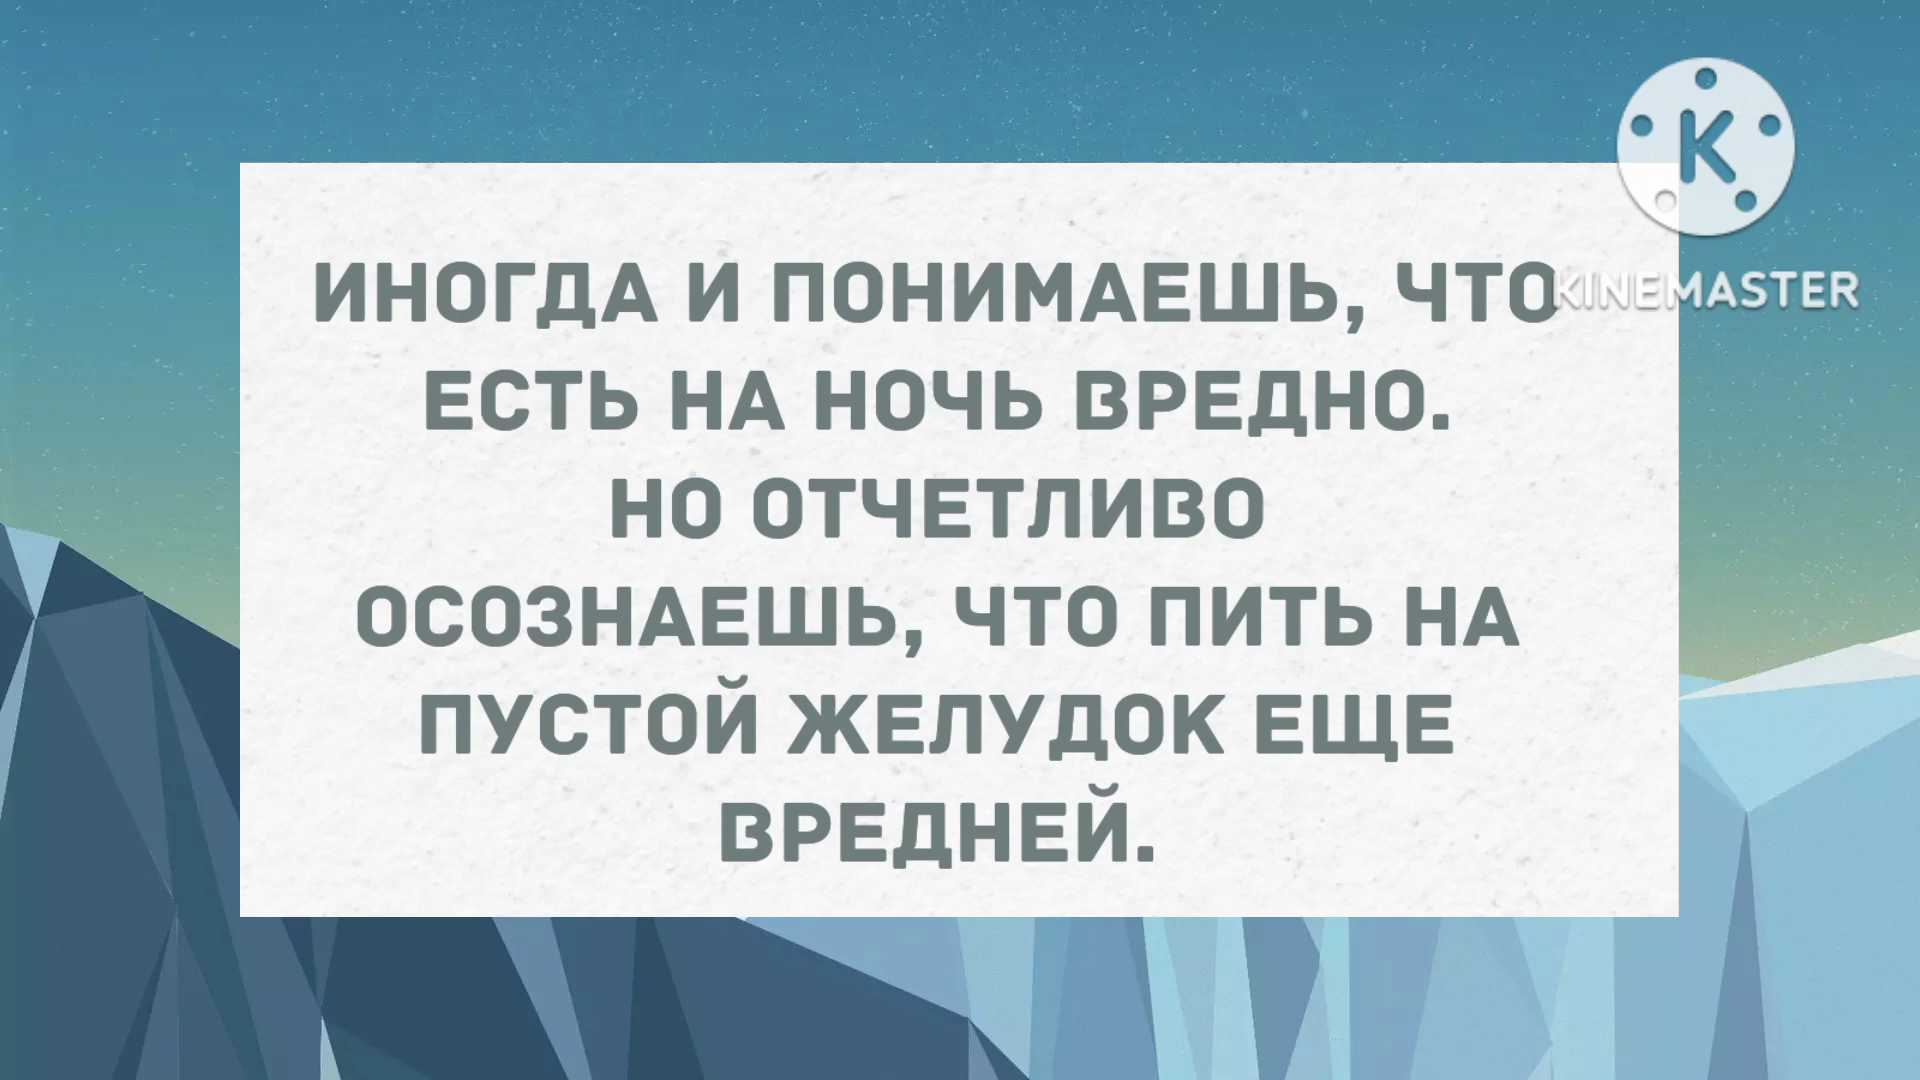 ИНОГДА И ПОНИМАЕШЬ, ЧТО
ЕСТЬ НА НОЧЬ ВРЕДНО.
НО ОТЧЕТЛИВО
ОСОЗНАЕШЬ, ЧТО ПИТЬ НА
ПУСТОЙ ЖЕЛУДОК ЕЩЕ
ВРЕДНЕЙ.
K
KINEMASTER